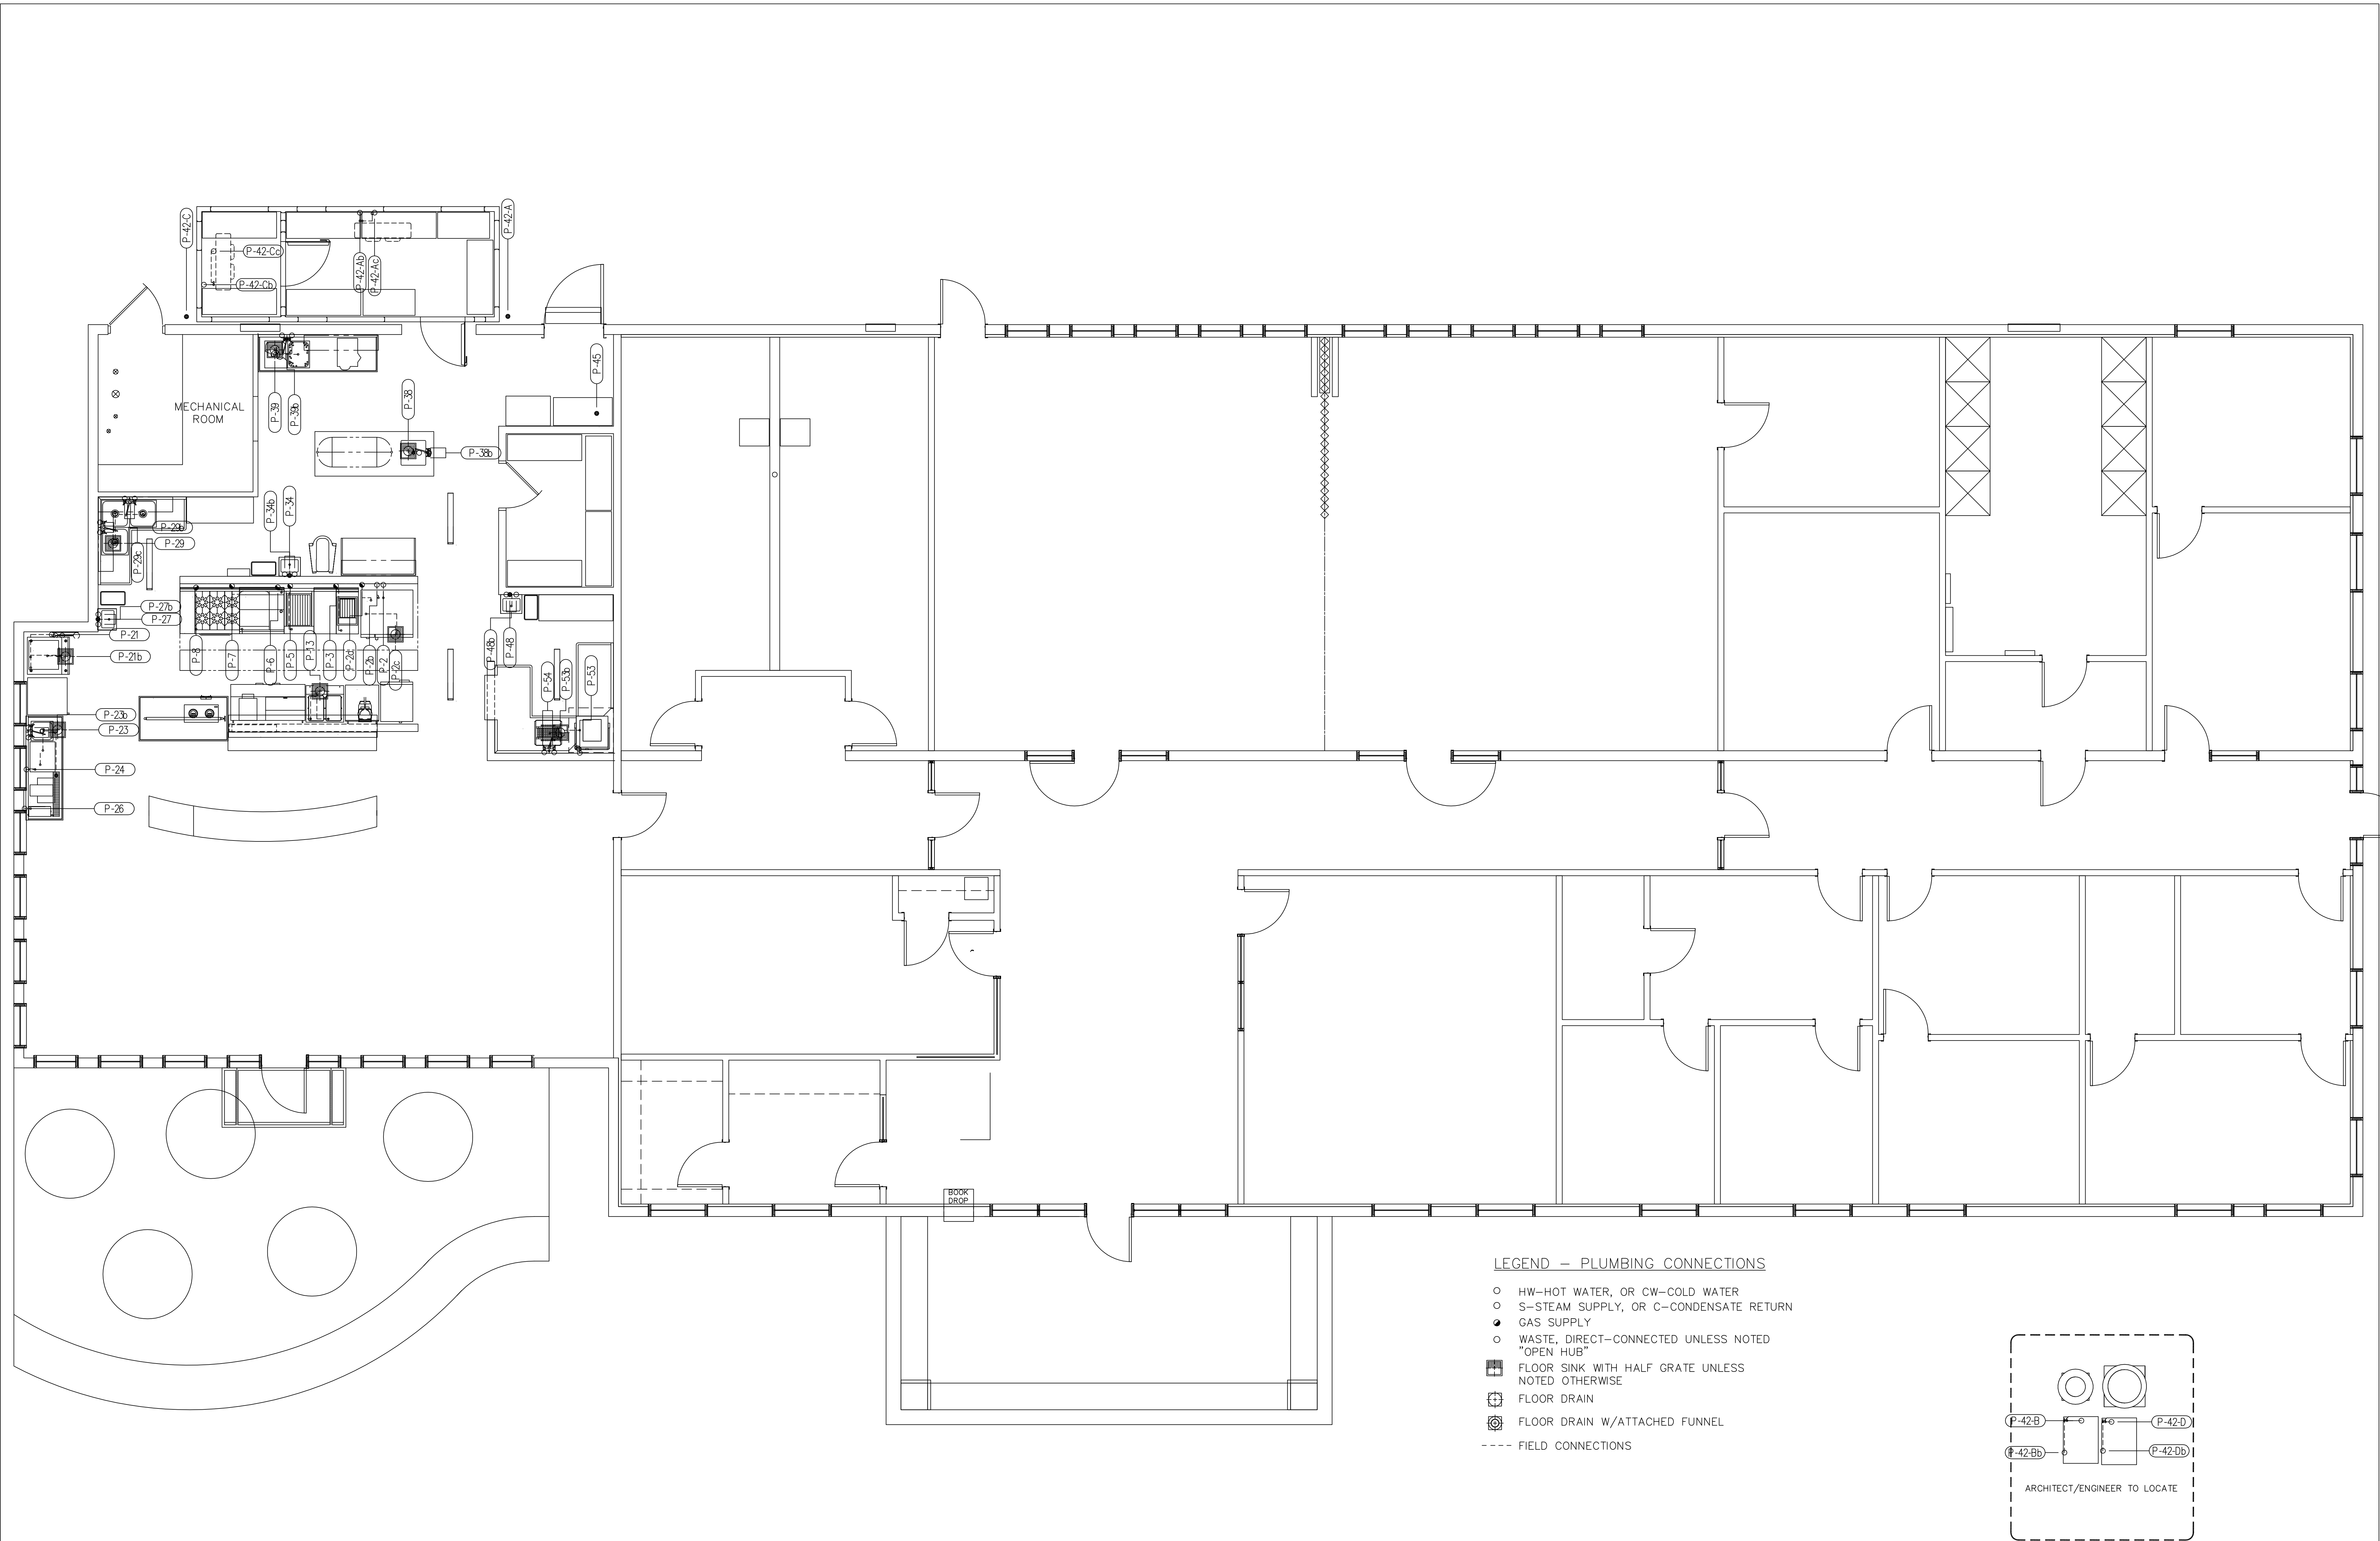 P-42-C
P-42-A
P-42-Cc
P-42-Ab
P-42-Ac
P-42-Cb
P-45
MECHANICAL
ROOM
P-39
P-39b
P-38
P-38b
P-34b
P-34
P-29b
P-29
P-29c
P-27b
P-27
P-21
P-21b
P-8
P-7
P-6
P-5
P-13
P-3
P-2d
P-2b
P-2
P-2c
P-48b
P-48
P-54
P-53b
P-53
P-23b
P-23
P-24
P-26
BOOK
DROP
LEGEND – PLUMBING CONNECTIONS
HW–HOT WATER, OR CW–COLD WATER
S–STEAM SUPPLY, OR C–CONDENSATE RETURN
GAS SUPPLY
WASTE, DIRECT–CONNECTED UNLESS NOTED
"OPEN HUB"
FLOOR SINK WITH HALF GRATE UNLESS
NOTED OTHERWISE
FLOOR DRAIN
FLOOR DRAIN W/ATTACHED FUNNEL
FIELD CONNECTIONS
P-42-B
P-42-D
P-42-Bb
P-42-Db
ARCHITECT/ENGINEER TO LOCATE